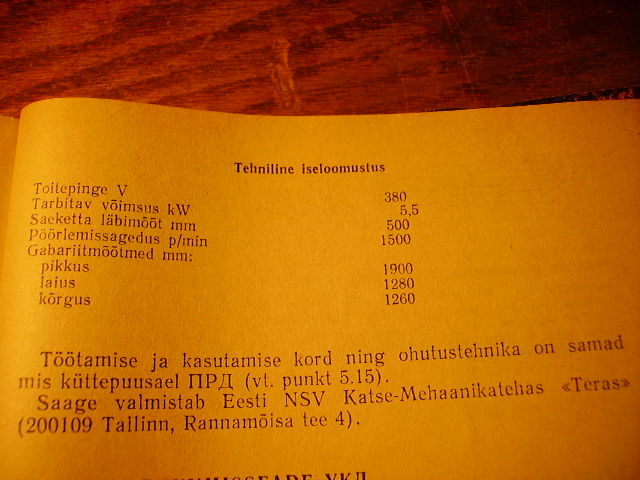 Tehniline iseloomustus
Toitepinge V 380
Tarbitav võimsus kW 5,5
Saeketta läbimõõt mm 500
Pöörlemissagedus p/min 1500
Gabariitmõõtmed mm:
pikkus 1900
laius 1280
kõrgus 1260
Töötamise ja kasutamise kord ning ohutustehnika on samad
mis küttepuusael ПРД (vt. punkt 5.15).
Saage valmistab Eesti NSV Katse-Mehaanikatehas «Teras»
(200109 Tallinn, Rannamõisa tee 4).
УКЛ